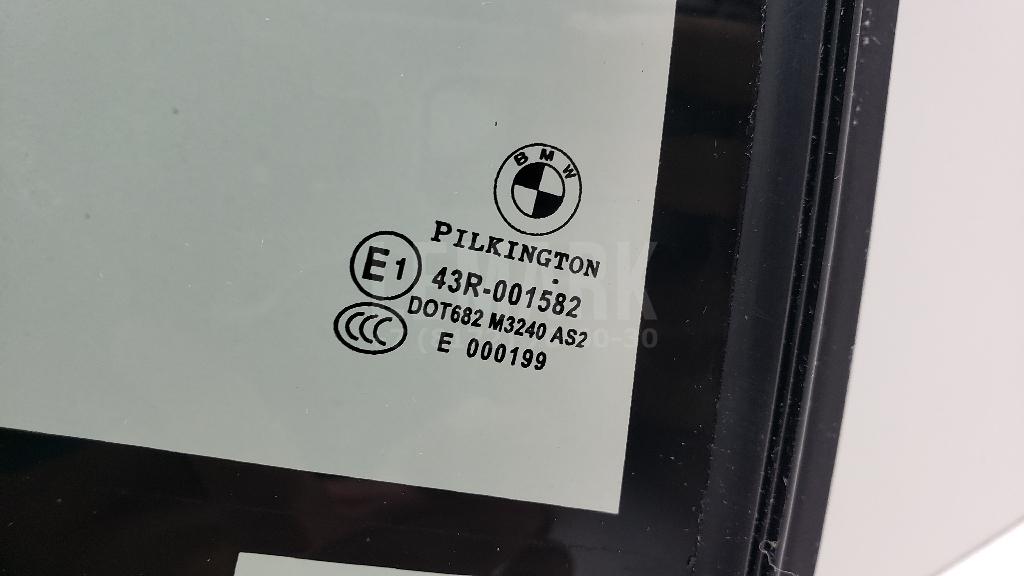 BMW
PILKINGTON
E1
43R-001582
DOT682 M3240 AS2
CCC
E 000199